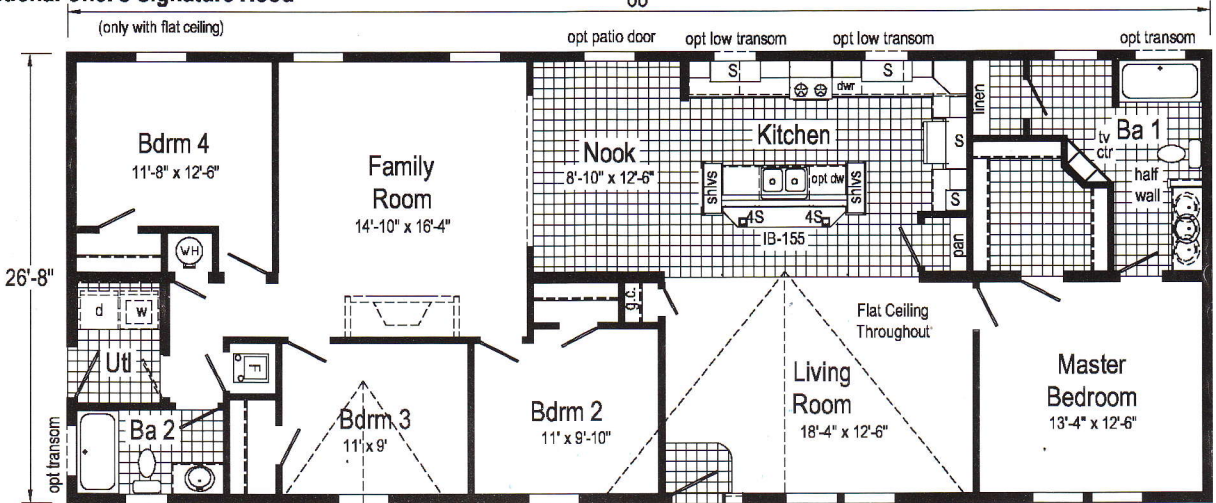 (only with flat ceiling)
opt patio door
opt low transom
opt low transom
opt transom
S
S
dwr
linen
Bdrm 4
11'-8" x 12'-6"
Family
Room
14'-10" x 16'-4"
Nook
8'-10" x 12'-6"
Kitchen
S
tv
ctr
Ba 1
half
wall
shlvs
opt dw
shlvs
S
4S
4S
IB-155
pan
WH
26'-8"
d
w
Utl
g.c.
Flat Ceiling
Throughout
F
Living
Room
18'-4" x 12'-6"
Master
Bedroom
13'-4" x 12'-6"
Bdrm 3
11' x 9'
Bdrm 2
11' x 9'-10"
Ba 2
opt transom